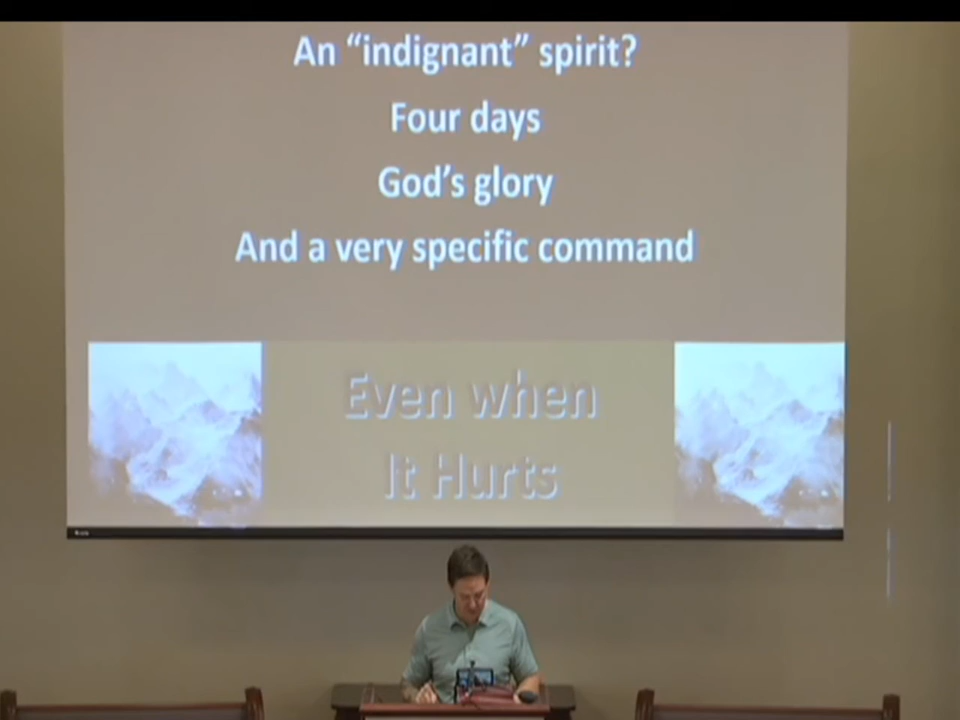 An “indignant” spirit?
Four days
God’s glory
And a very specific command
Even when
It Hurts